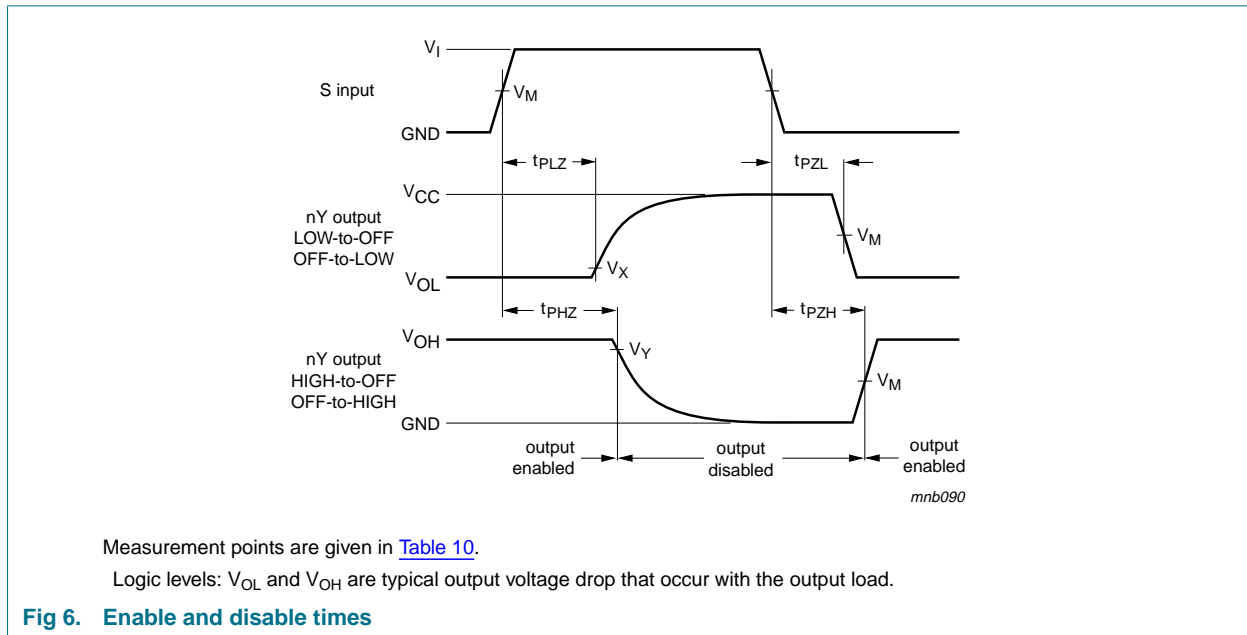 V_I
S input
V_M
GND
t_PLZ
t_PZL
V_CC
nY output
LOW-to-OFF
OFF-to-LOW
V_M
V_X
V_OL
t_PHZ
t_PZH
V_OH
nY output
HIGH-to-OFF
OFF-to-HIGH
V_Y
V_M
GND
output
enabled
output
disabled
output
enabled
mnb090
Measurement points are given in Table 10.
Logic levels: V_OL and V_OH are typical output voltage drop that occur with the output load.
Fig 6. Enable and disable times